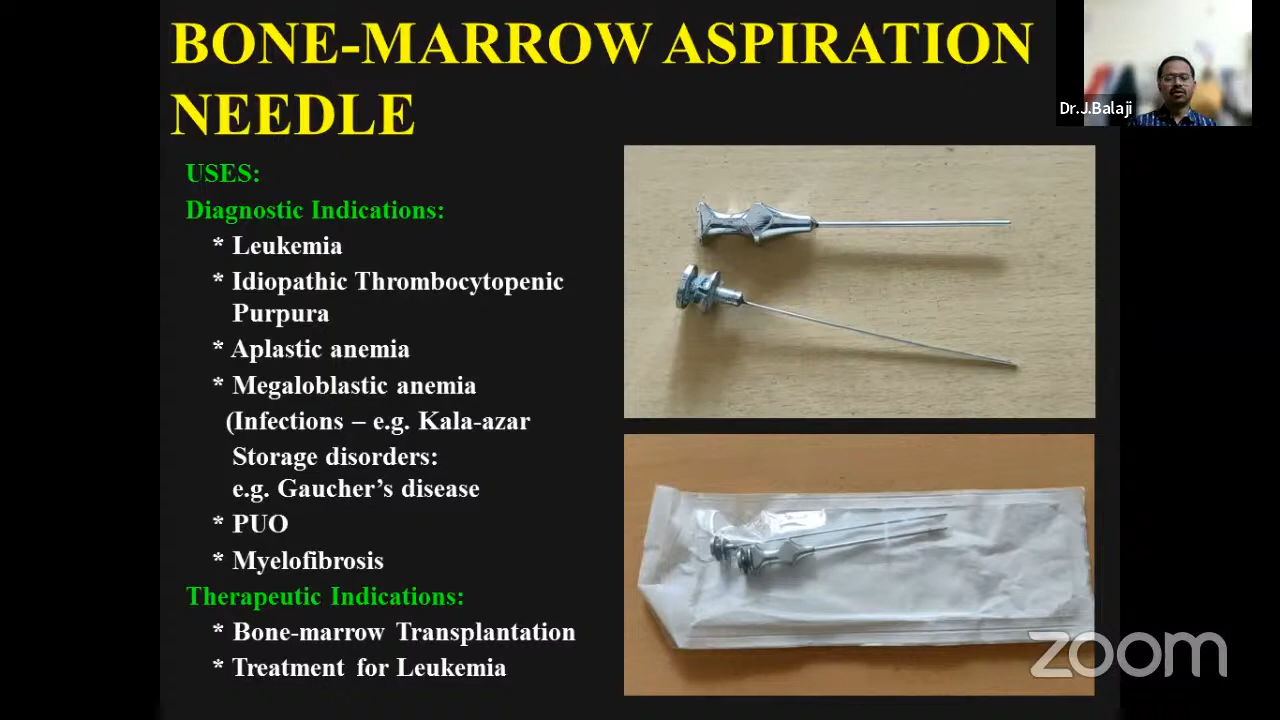 BONE-MARROW ASPIRATION
NEEDLE
Dr.J.Balaji
USES:
Diagnostic Indications:
* Leukemia
* Idiopathic Thrombocytopenic
Purpura
* Aplastic anemia
* Megaloblastic anemia
(Infections – e.g. Kala-azar
Storage disorders:
e.g. Gaucher’s disease
* PUO
* Myelofibrosis
Therapeutic Indications:
* Bone-marrow Transplantation
* Treatment for Leukemia
zoom